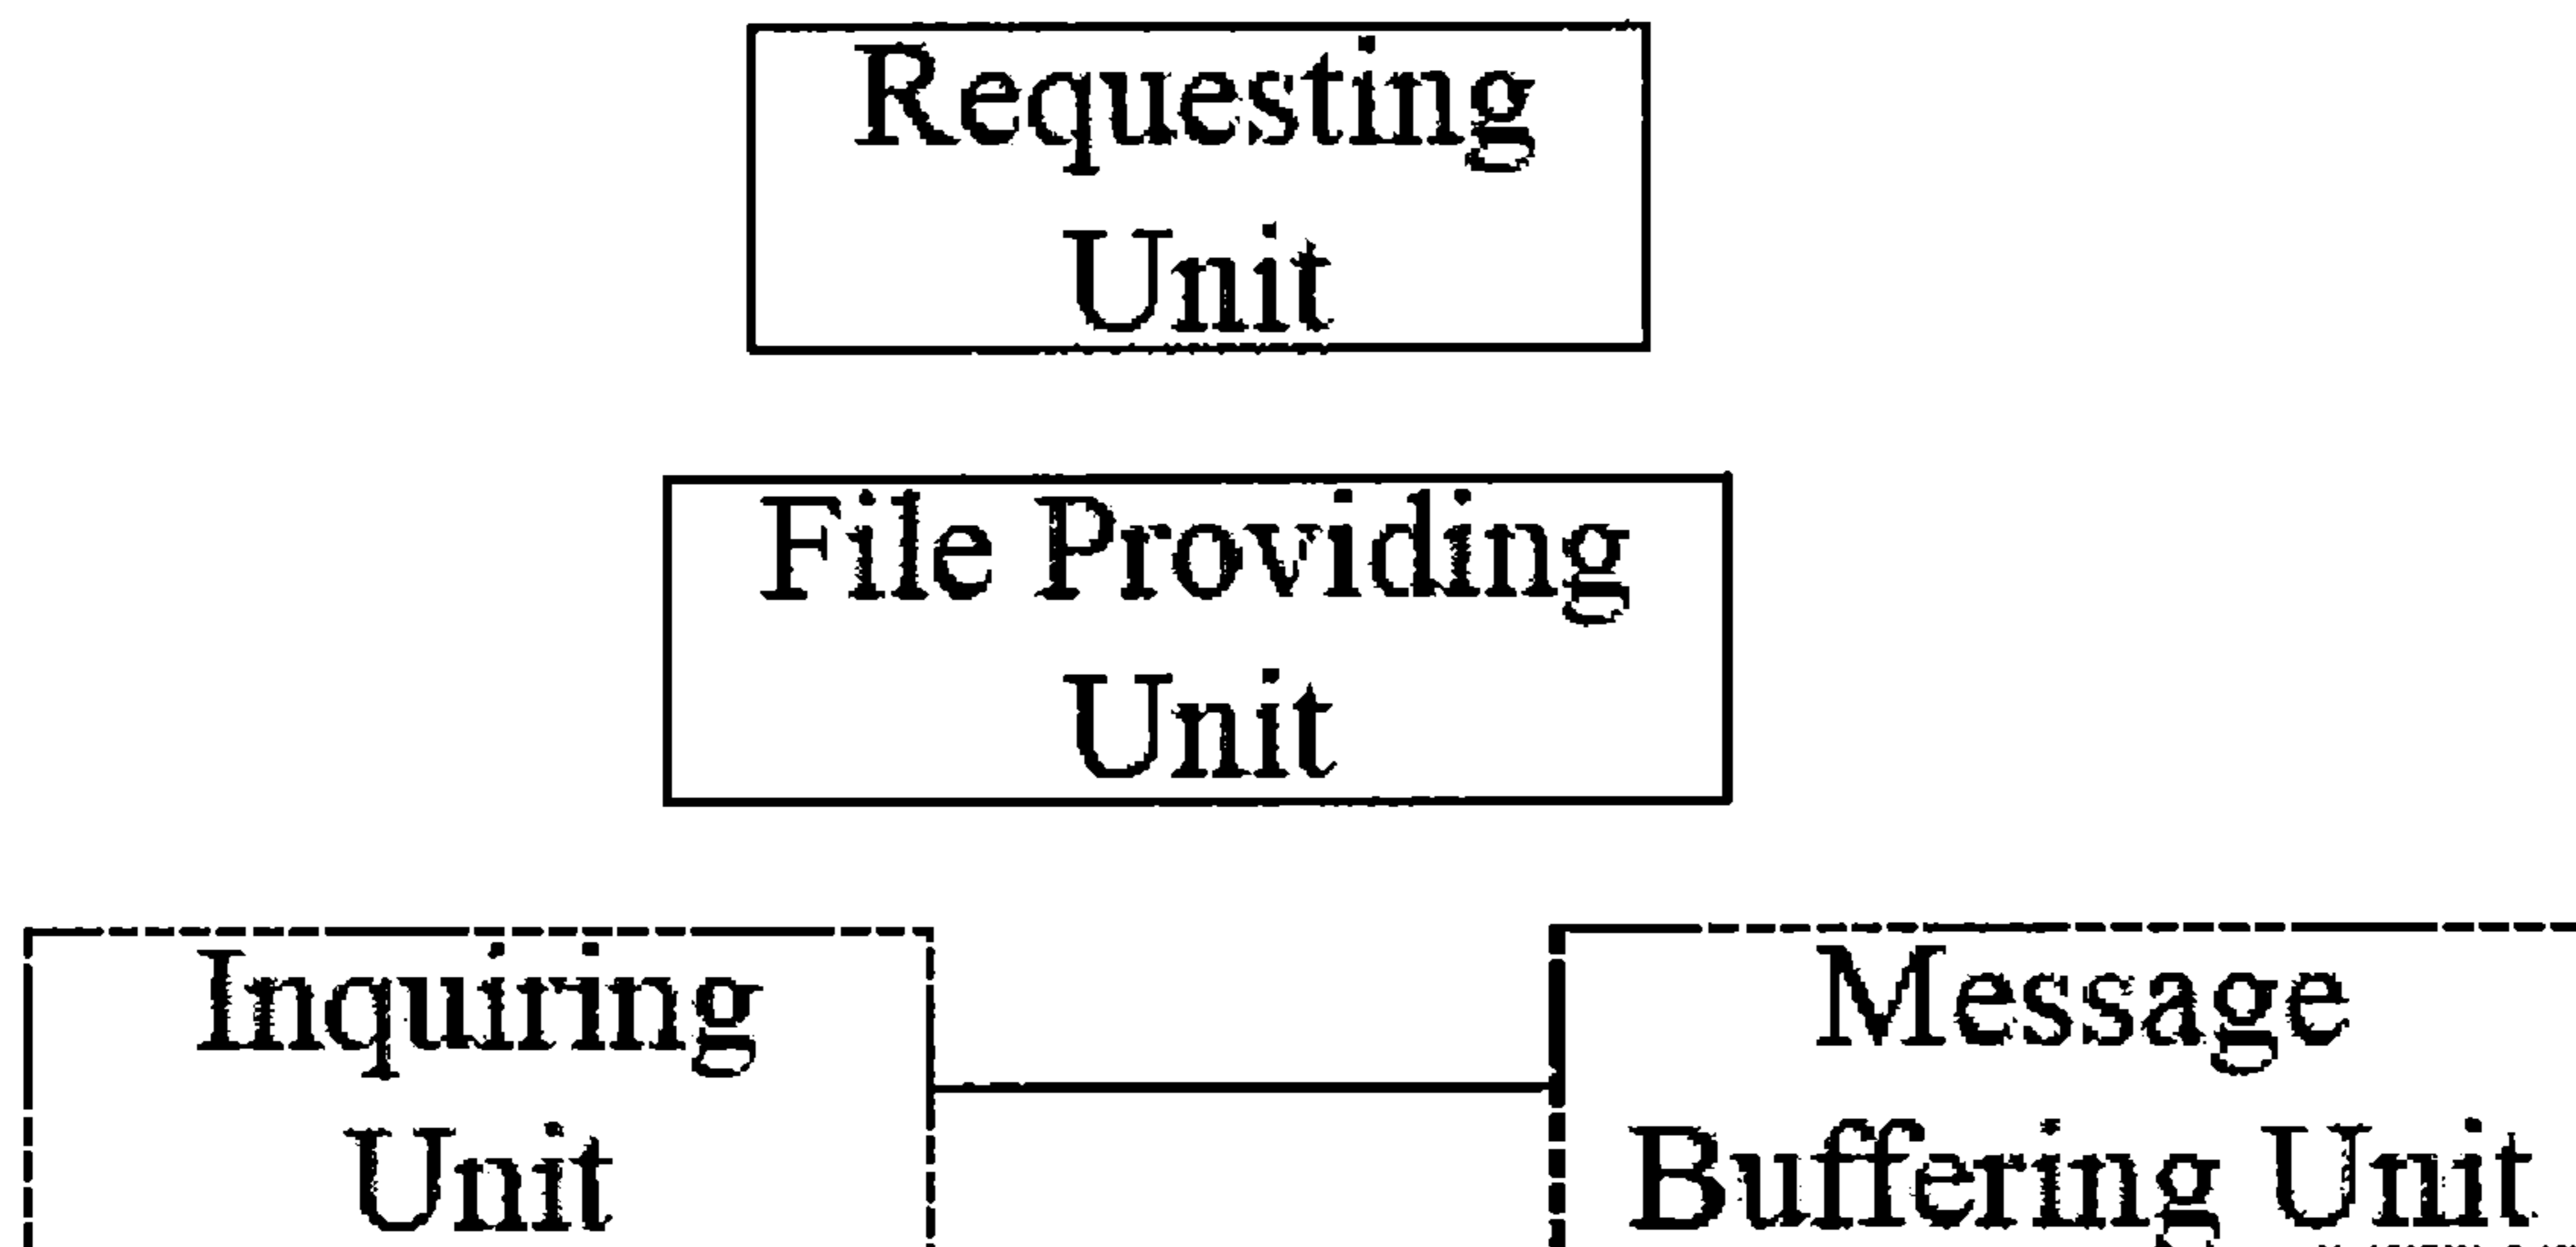 Requesting
Unit
File Providing
Unit
Inquiring
Unit
Message
Buffering Unit